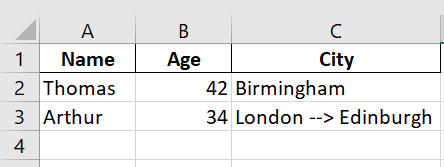 A B C
1 Name Age City
2 Thomas 42 Birmingham
3 Arthur 34 London --> Edinburgh
4